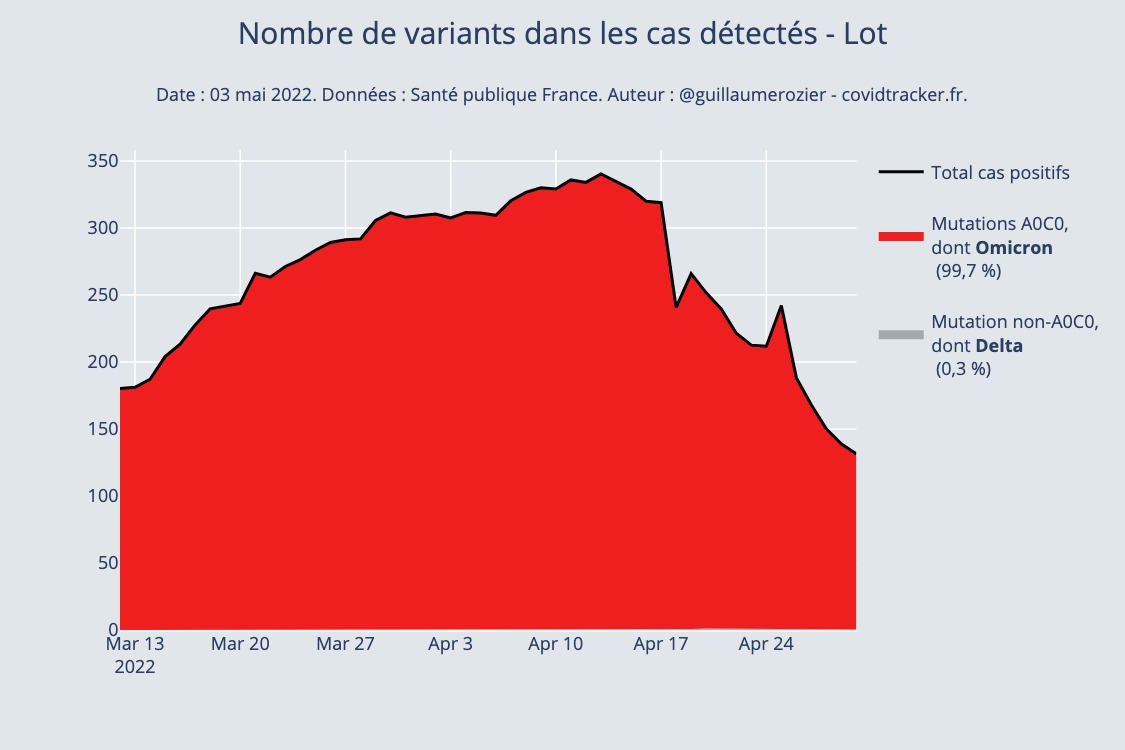 Nombre de variants dans les cas détectés - Lot
Date : 03 mai 2022. Données : Santé publique France. Auteur : @guillaumerozier - covidtracker.fr.
350
300
250
200
150
100
50
0
Mar 13
2022
Mar 20
Mar 27
Apr 3
Apr 10
Apr 17
Apr 24
Total cas positifs
Mutations A0C0,
dont Omicron
(99,7 %)
Mutation non-A0C0,
dont Delta
(0,3 %)